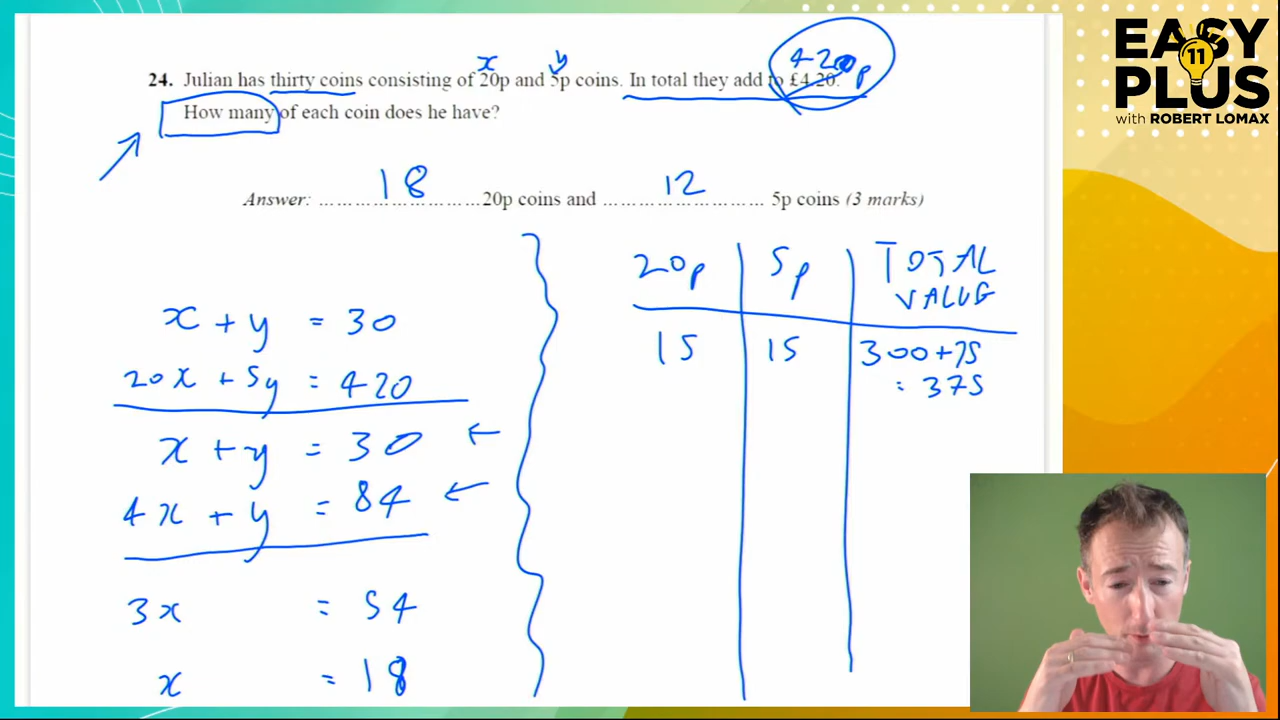 EASY
11
PLUS
with ROBERT LOMAX
x
y
420p
24. Julian has thirty coins consisting of 20p and 5p coins. In total they add to £4.20.
How many of each coin does he have?
Answer: ........18........20p coins and ........12........ 5p coins (3 marks)
x + y = 30
20x + 5y = 420
x + y = 30 ←
4x + y = 84 ←
3x = 54
x = 18
20p 5p TOTAL
VALUE
15 15 300+75
= 375